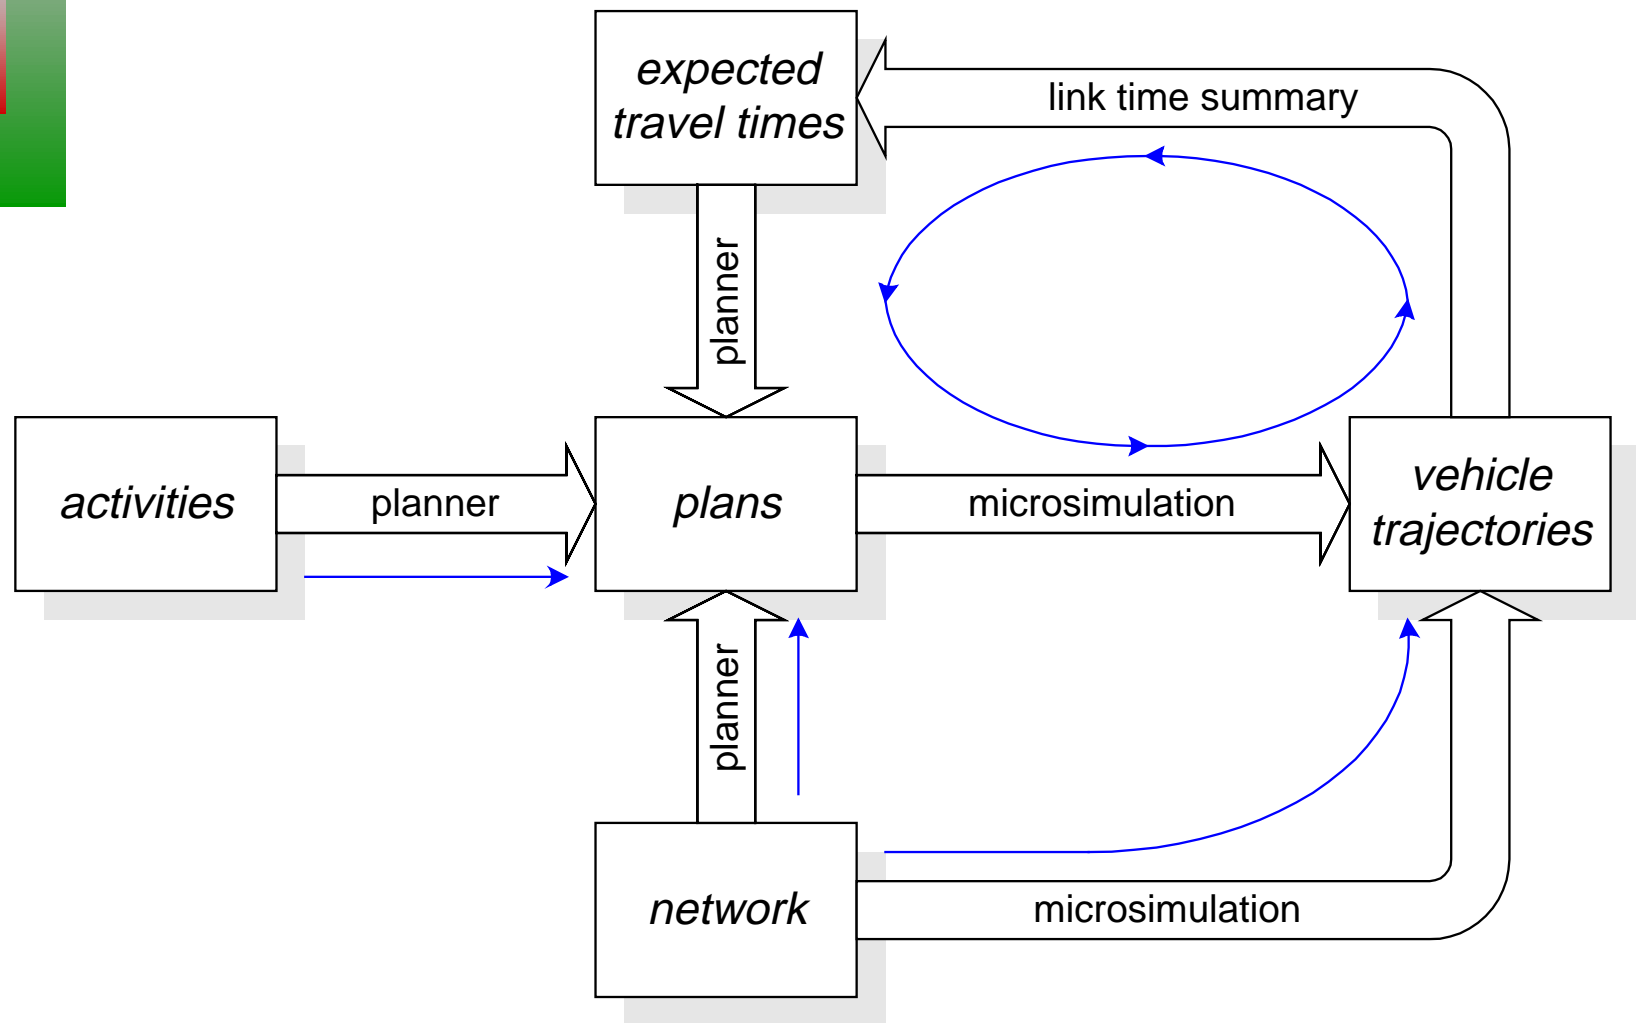 expected
travel times
link time summary
planner
activities
planner
plans
microsimulation
vehicle
trajectories
planner
network
microsimulation